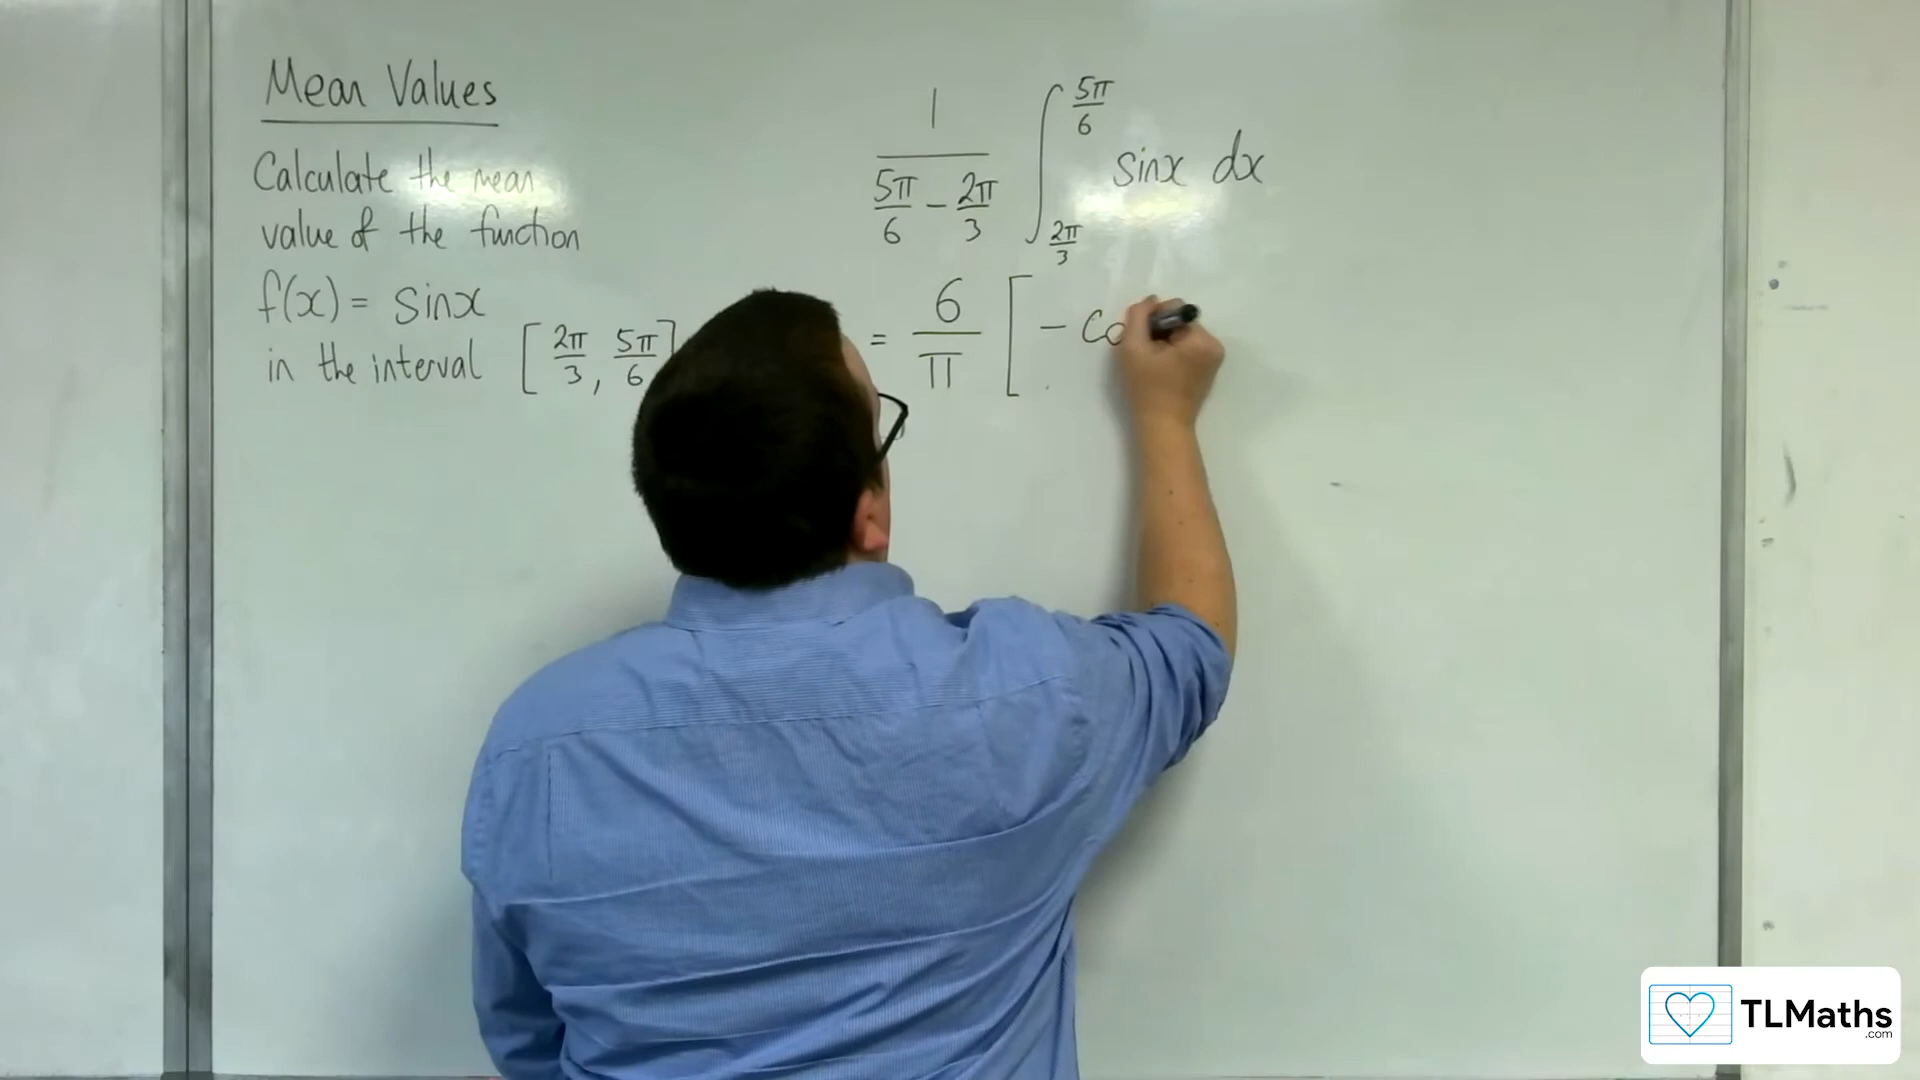 Mean Values
Calculate the mean
value of the function
f(x) = sinx
in the interval [2π/3, 5π/6]
1/(5π/6 − 2π/3) ∫_{2π/3}^{5π/6} sinx dx
= 6/π [ − co
TLMaths
.com